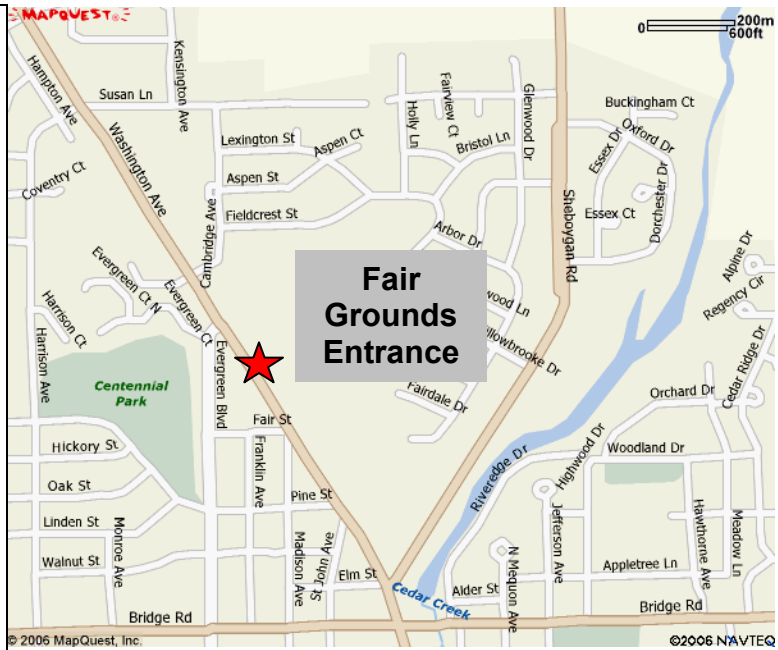 MAPQUEST
0 200m
600ft
Hampton Ave
Kensington Ave
Susan Ln
Washington Ave
Lexington St
Aspen Ct
Holly Ln
Fairview Ct
Glenwood Dr
Bristol Ln
Buckingham Ct
Essex Dr
Oxford Dr
Coventry Ct
Aspen St
Cambridge Ave
Fieldcrest St
Sheboygan Rd
Essex Ct
Dorchester Dr
Arbor Dr
Alpine Dr
Evergreen Ct N
Evergreen Ct
Regency Cir
Fair
Grounds
Entrance
wood Ln
llowbrooke Dr
Harrison Ct
Harrison Ave
Evergreen Blvd
Centennial
Park
Cedar Ridge Dr
Fairdale Dr
Orchard Dr
Fair St
Hickory St
Franklin Ave
Riveredge Dr
Highwood Dr
Woodland Dr
Oak St
Pine St
Linden St
Monroe Ave
Madison Ave
St John Ave
Jefferson Ave
Hawthorne Ave
Meadow Ln
Walnut St
Elm St
N Mequon Ave
Appletree Ln
Cedar Creek
Alder St
Bridge Rd
Bridge Rd
© 2006 MapQuest, Inc.
©2006 NAVTEQ